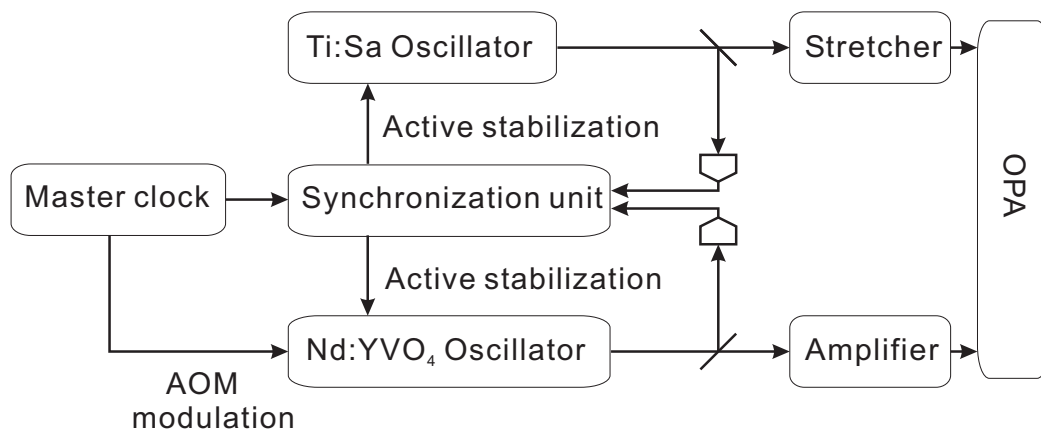 Ti:Sa Oscillator
Stretcher
Active stabilization
Master clock
Synchronization unit
OPA
Active stabilization
Nd:YVO₄ Oscillator
Amplifier
AOM
modulation